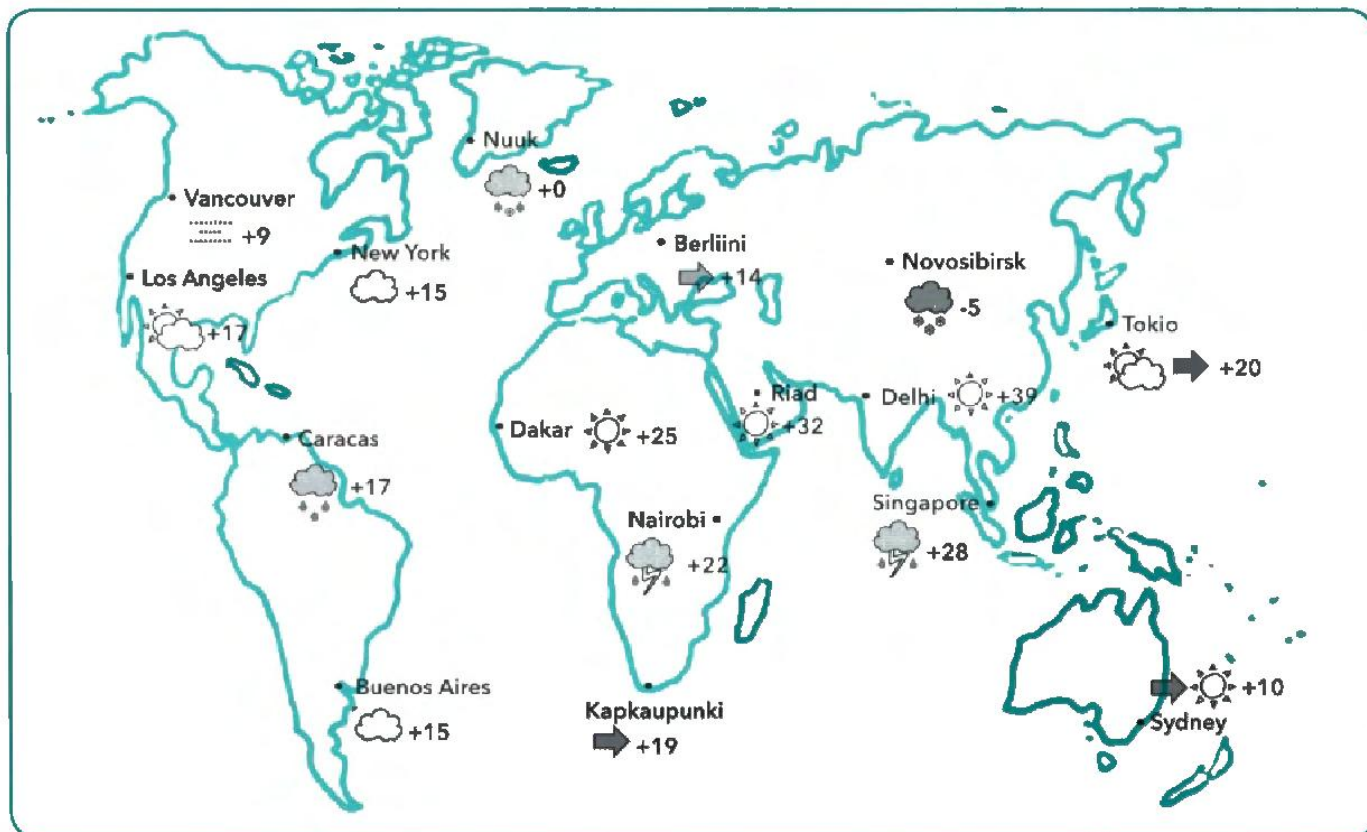 Nuuk
+0
Vancouver
+9
New York
+15
Berliini
+14
Los Angeles
+17
Novosibirsk
-5
Tokio
+20
Riad
+32
Delhi +39
Dakar +25
Caracas
+17
Singapore
+28
Nairobi
+22
Buenos Aires
+15
Kapkaupunki
+19
+10
Sydney